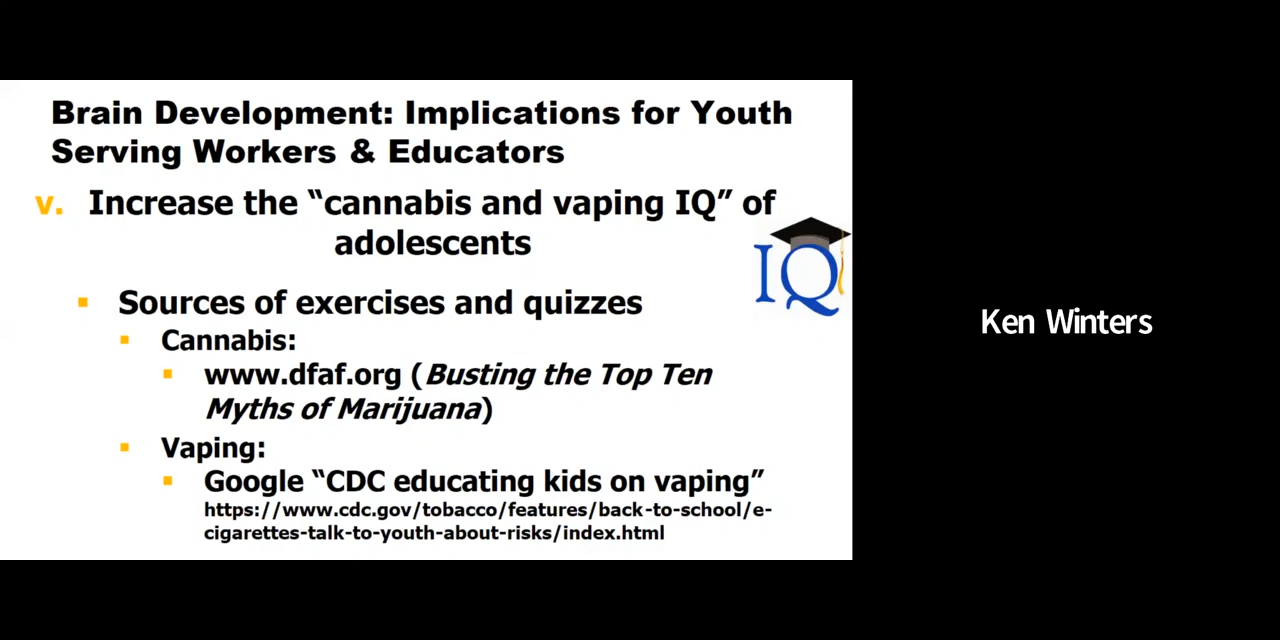 Brain Development: Implications for Youth
Serving Workers & Educators
v. Increase the “cannabis and vaping IQ” of
adolescents
IQ
▪ Sources of exercises and quizzes
▪ Cannabis:
▪ www.dfaf.org (Busting the Top Ten
Myths of Marijuana)
▪ Vaping:
▪ Google “CDC educating kids on vaping”
https://www.cdc.gov/tobacco/features/back-to-school/e-
cigarettes-talk-to-youth-about-risks/index.html
Ken Winters